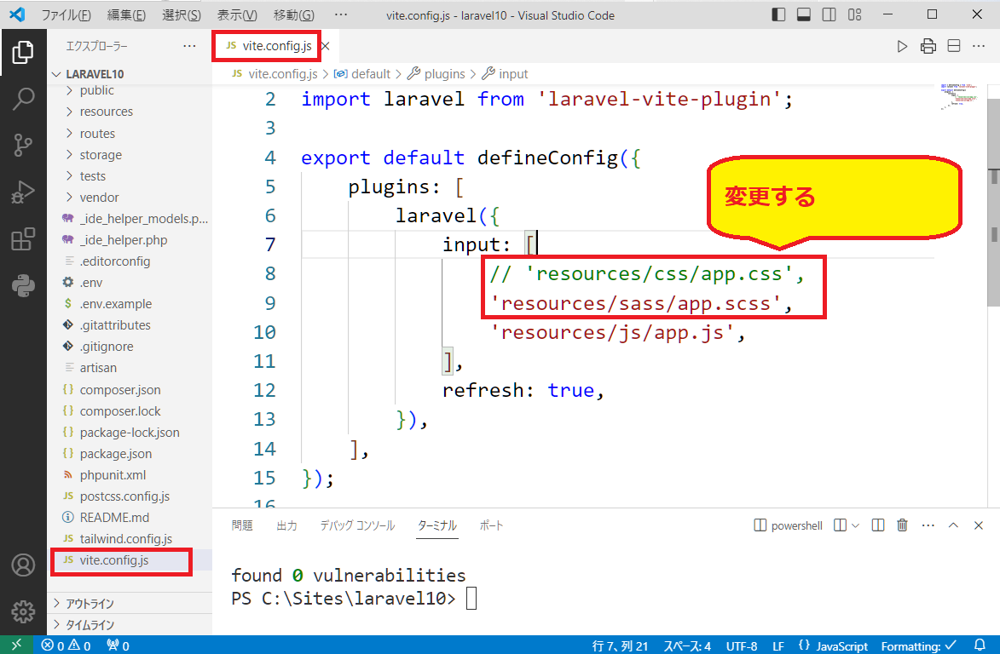 ファイル(F) 編集(E) 選択(S) 表示(V) 移動(G) ··· vite.config.js - laravel10 - Visual Studio Code
エクスプローラー ···
LARAVEL10
public
resources
routes
storage
tests
vendor
_ide_helper_models.p...
_ide_helper.php
.editorconfig
.env
$ .env.example
.gitattributes
.gitignore
artisan
{} composer.json
{} composer.lock
{} package-lock.json
{} package.json
phpunit.xml
JS postcss.config.js
README.md
JS tailwind.config.js
JS vite.config.js
アウトライン
タイムライン
JS vite.config.js
JS vite.config.js > default > plugins > input
2 import laravel from 'laravel-vite-plugin';
3
4 export default defineConfig({
5 plugins: [
6 laravel({
7 input: [
8 // 'resources/css/app.css',
9 'resources/sass/app.scss',
10 'resources/js/app.js',
11 ],
12 refresh: true,
13 }),
14 ],
15 });
16
変更する
問題 出力 デバッグ コンソール ターミナル ポート powershell ···
found 0 vulnerabilities
PS C:\Sites\laravel10>
0 0 0 行 7、列 21 スペース: 4 UTF-8 LF {} JavaScript Formatting: ✓